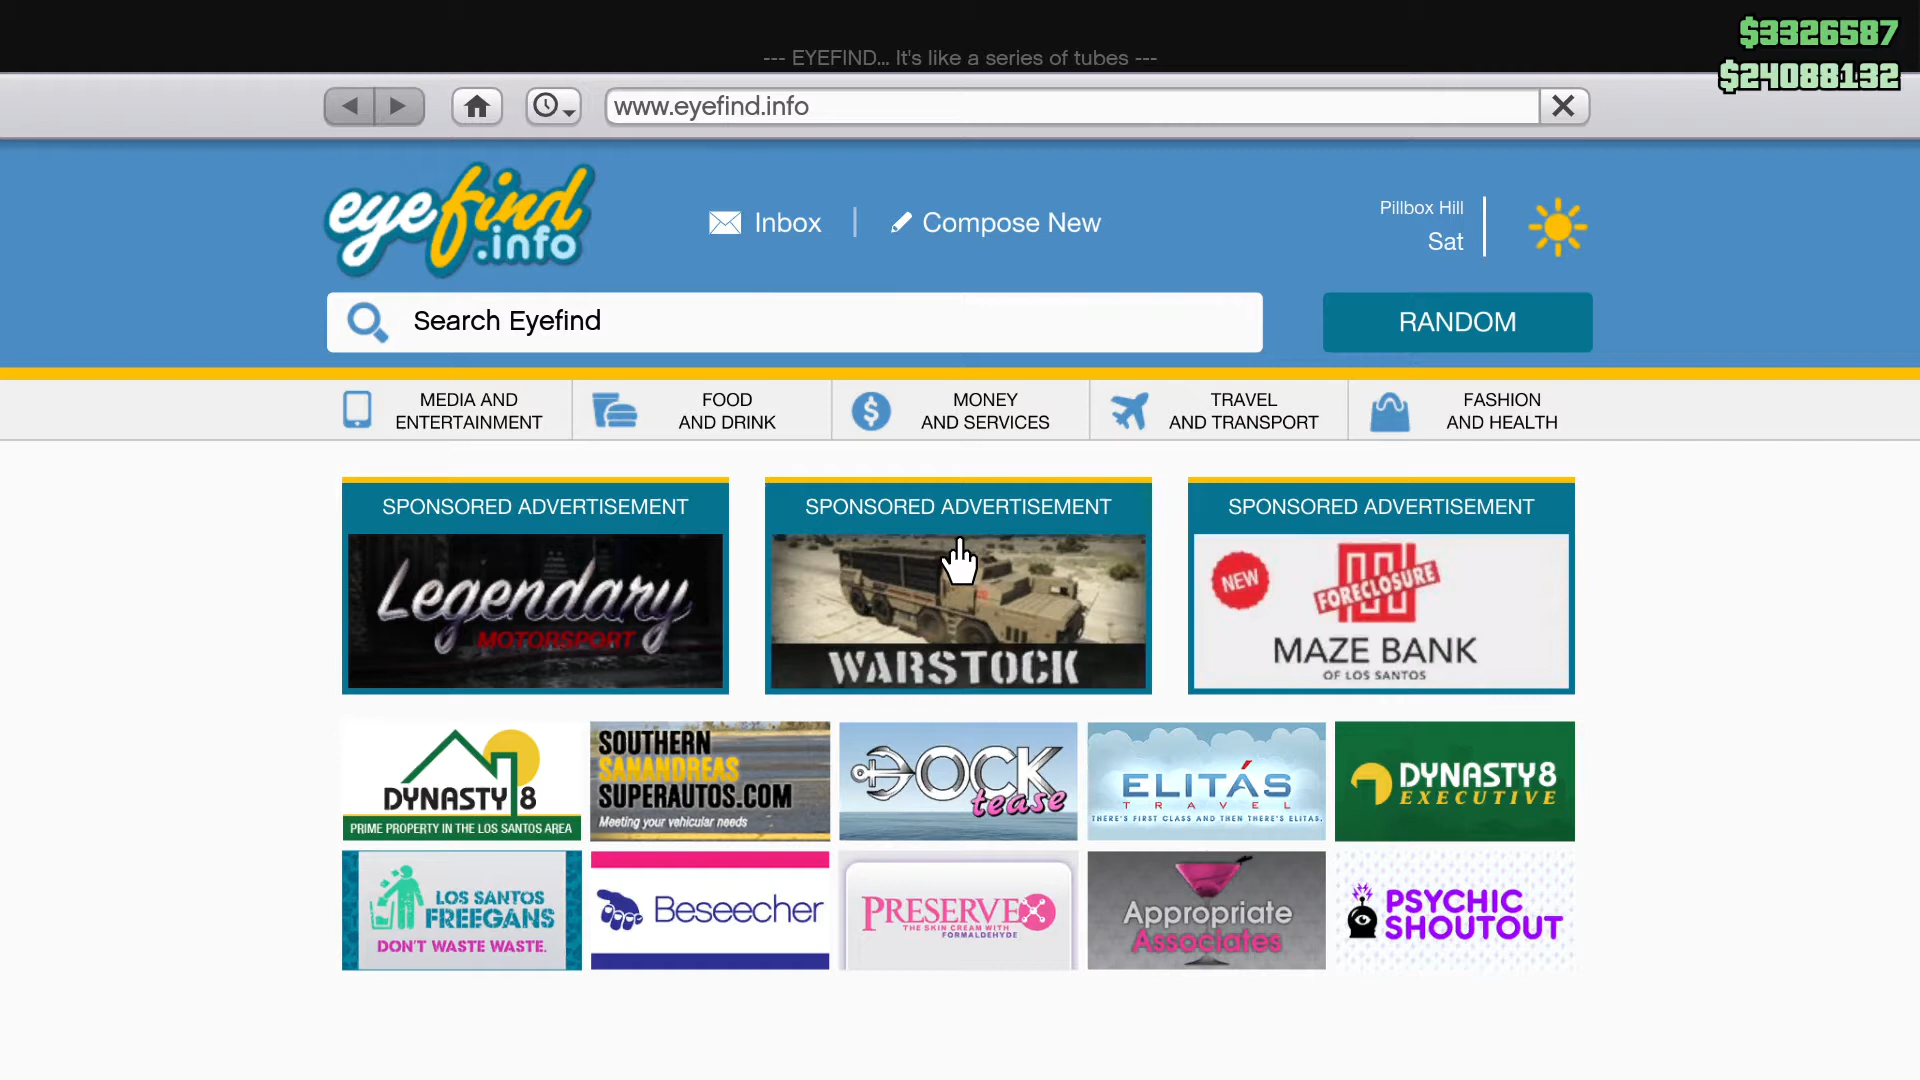 $3326587
--- EYEFIND... It's like a series of tubes ---
$24088132
www.eyefind.info
eyefind
.info
Inbox
Compose New
Pillbox Hill
Sat
Search Eyefind
RANDOM
MEDIA AND
ENTERTAINMENT
FOOD
AND DRINK
MONEY
AND SERVICES
TRAVEL
AND TRANSPORT
FASHION
AND HEALTH
SPONSORED ADVERTISEMENT
Legendary
MOTORSPORT
SPONSORED ADVERTISEMENT
WARSTOCK
SPONSORED ADVERTISEMENT
NEW
FORECLOSURE
MAZE BANK
OF LOS SANTOS
DYNASTY 8
PRIME PROPERTY IN THE LOS SANTOS AREA
SOUTHERN
SANANDREAS
SUPERAUTOS.COM
Meeting your vehicular needs
DOCK
tease
ELITÁS
TRAVEL
THERE'S FIRST CLASS AND THEN THERE'S ELITAS.
DYNASTY8
EXECUTIVE
LOS SANTOS
FREEGANS
DON'T WASTE WASTE.
Beseecher
PRESERVEX
THE SKIN CREAM WITH
FORMALDEHYDE
Appropriate
Associates
PSYCHIC
SHOUTOUT